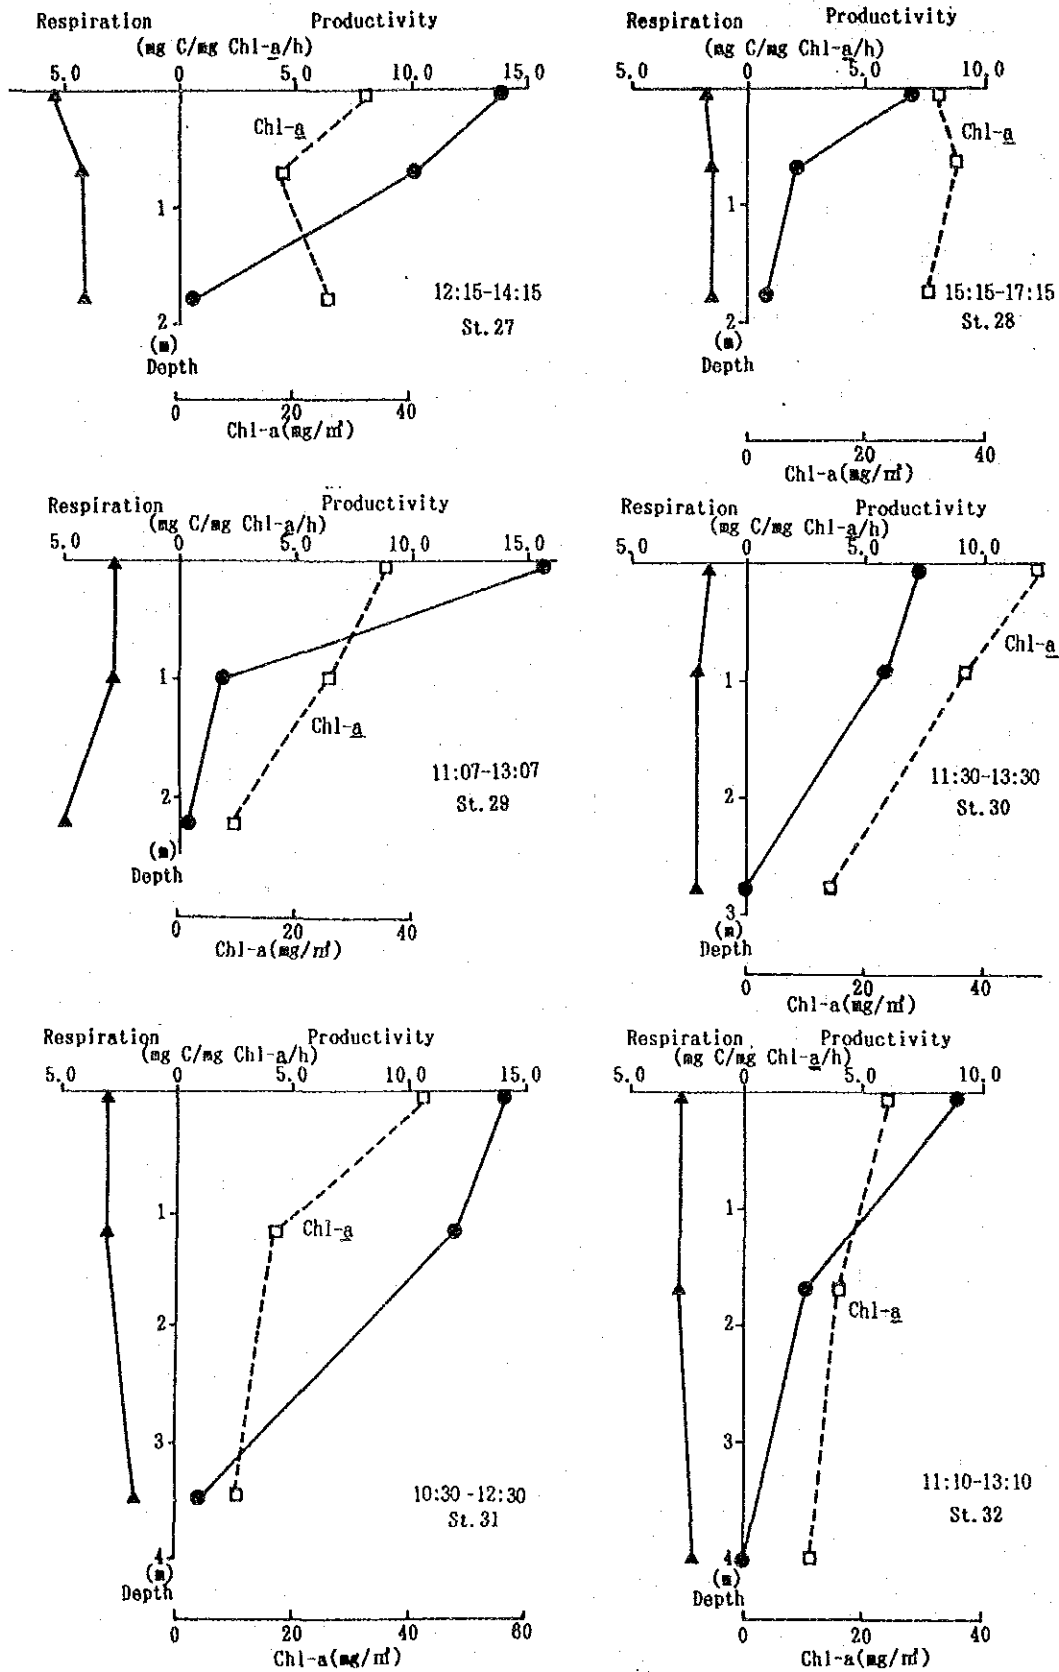 Respiration Productivity
(mg C/mg Chl-a/h)
5.0 0 5.0 10.0 15.0
Chl-a
1
2
(m)
Depth
12:15-14:15
St.27
0 20 40
Chl-a(mg/㎥)
Respiration Productivity
(mg C/mg Chl-a/h)
5.0 0 5.0 10.0
Chl-a
1
2
(m)
Depth
15:15-17:15
St.28
0 20 40
Chl-a(mg/㎥)
Respiration Productivity
(mg C/mg Chl-a/h)
5.0 0 5.0 10.0 15.0
1
Chl-a
2
(m)
Depth
11:07-13:07
St.29
0 20 40
Chl-a(mg/㎥)
Respiration Productivity
(mg C/mg Chl-a/h)
5.0 0 5.0 10.0
Chl-a
1
2
3
(m)
Depth
11:30-13:30
St.30
0 20 40
Chl-a(mg/㎥)
Respiration Productivity
(mg C/mg Chl-a/h)
5.0 0 5.0 10.0 15.0
1
Chl-a
2
3
4
(m)
Depth
10:30-12:30
St.31
0 20 40 60
Chl-a(mg/㎥)
Respiration Productivity
(mg C/mg Chl-a/h)
5.0 0 5.0 10.0
1
Chl-a
2
3
4
(m)
Depth
11:10-13:10
St.32
0 20 40
Chl-a(mg/㎥)